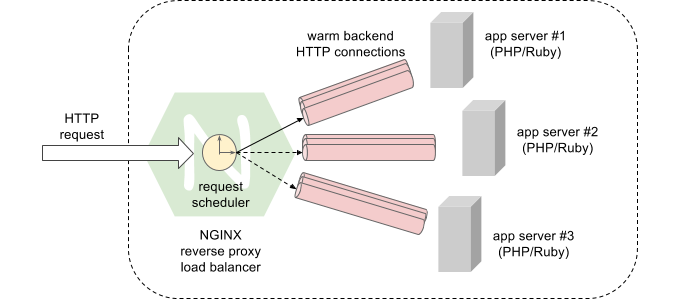 warm backend
HTTP connections
app server #1
(PHP/Ruby)
HTTP
request
N
app server #2
(PHP/Ruby)
request
scheduler
NGINX
reverse proxy
load balancer
app server #3
(PHP/Ruby)